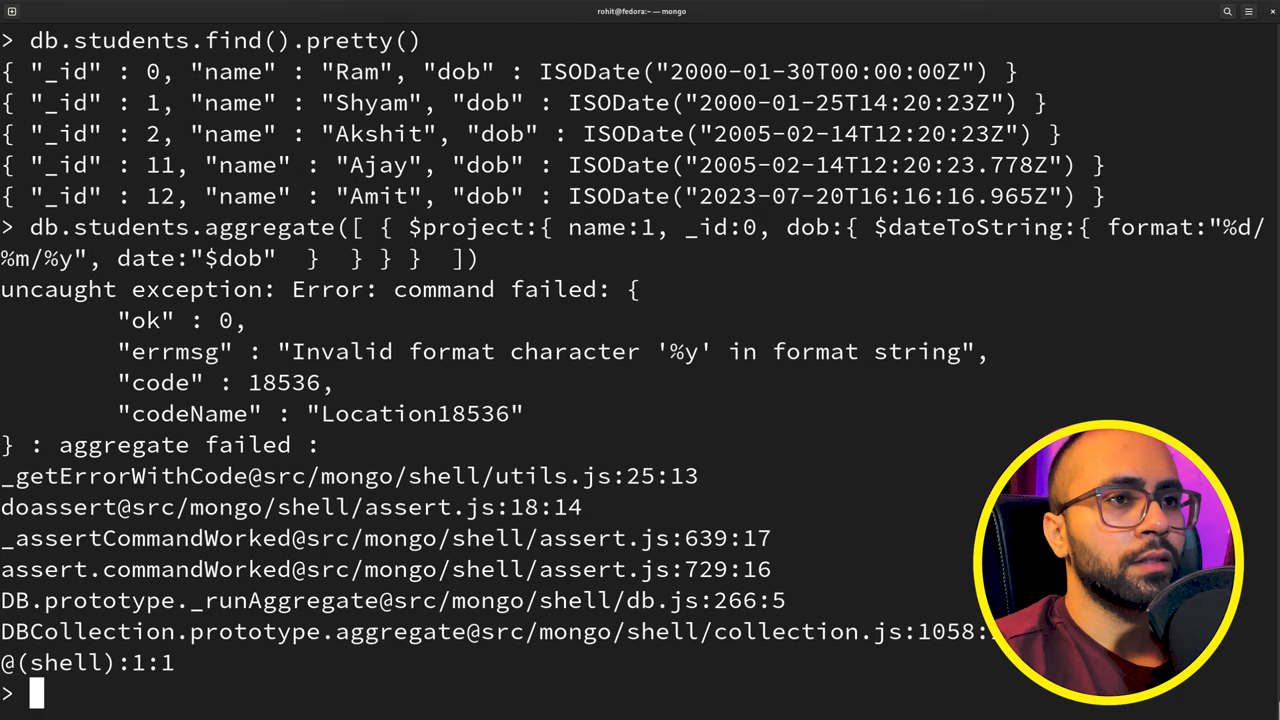 rohit@fedora:~ — mongo
> db.students.find().pretty()
{ "_id" : 0, "name" : "Ram", "dob" : ISODate("2000-01-30T00:00:00Z") }
{ "_id" : 1, "name" : "Shyam", "dob" : ISODate("2000-01-25T14:20:23Z") }
{ "_id" : 2, "name" : "Akshit", "dob" : ISODate("2005-02-14T12:20:23Z") }
{ "_id" : 11, "name" : "Ajay", "dob" : ISODate("2005-02-14T12:20:23.778Z") }
{ "_id" : 12, "name" : "Amit", "dob" : ISODate("2023-07-20T16:16:16.965Z") }
> db.students.aggregate([ { $project:{ name:1, _id:0, dob:{ $dateToString:{ format:"%d/
%m/%y", date:"$dob"  }  } } }  ])
uncaught exception: Error: command failed: {
        "ok" : 0,
        "errmsg" : "Invalid format character '%y' in format string",
        "code" : 18536,
        "codeName" : "Location18536"
} : aggregate failed :
_getErrorWithCode@src/mongo/shell/utils.js:25:13
doassert@src/mongo/shell/assert.js:18:14
_assertCommandWorked@src/mongo/shell/assert.js:639:17
assert.commandWorked@src/mongo/shell/assert.js:729:16
DB.prototype._runAggregate@src/mongo/shell/db.js:266:5
DBCollection.prototype.aggregate@src/mongo/shell/collection.js:1058:
@(shell):1:1
>